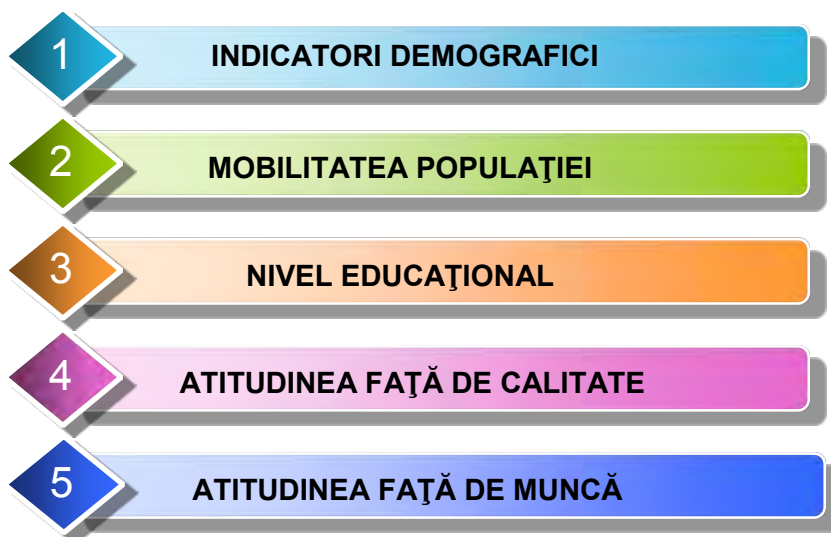 1 INDICATORI DEMOGRAFICI
2 MOBILITATEA POPULAŢIEI
3 NIVEL EDUCAŢIONAL
4 ATITUDINEA FAŢĂ DE CALITATE
5 ATITUDINEA FAŢĂ DE MUNCĂ